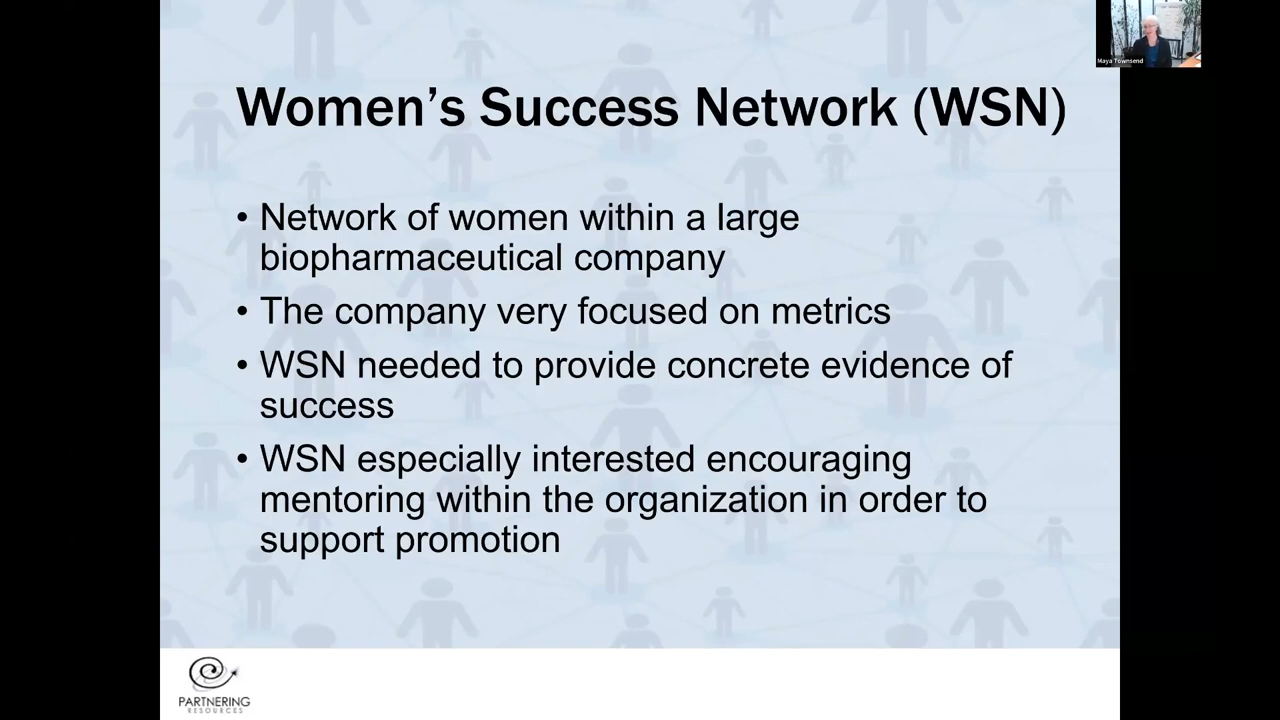 Maya Townsend
Women’s Success Network (WSN)
• Network of women within a large
biopharmaceutical company
• The company very focused on metrics
• WSN needed to provide concrete evidence of
success
• WSN especially interested encouraging
mentoring within the organization in order to
support promotion
PARTNERING
RESOURCES